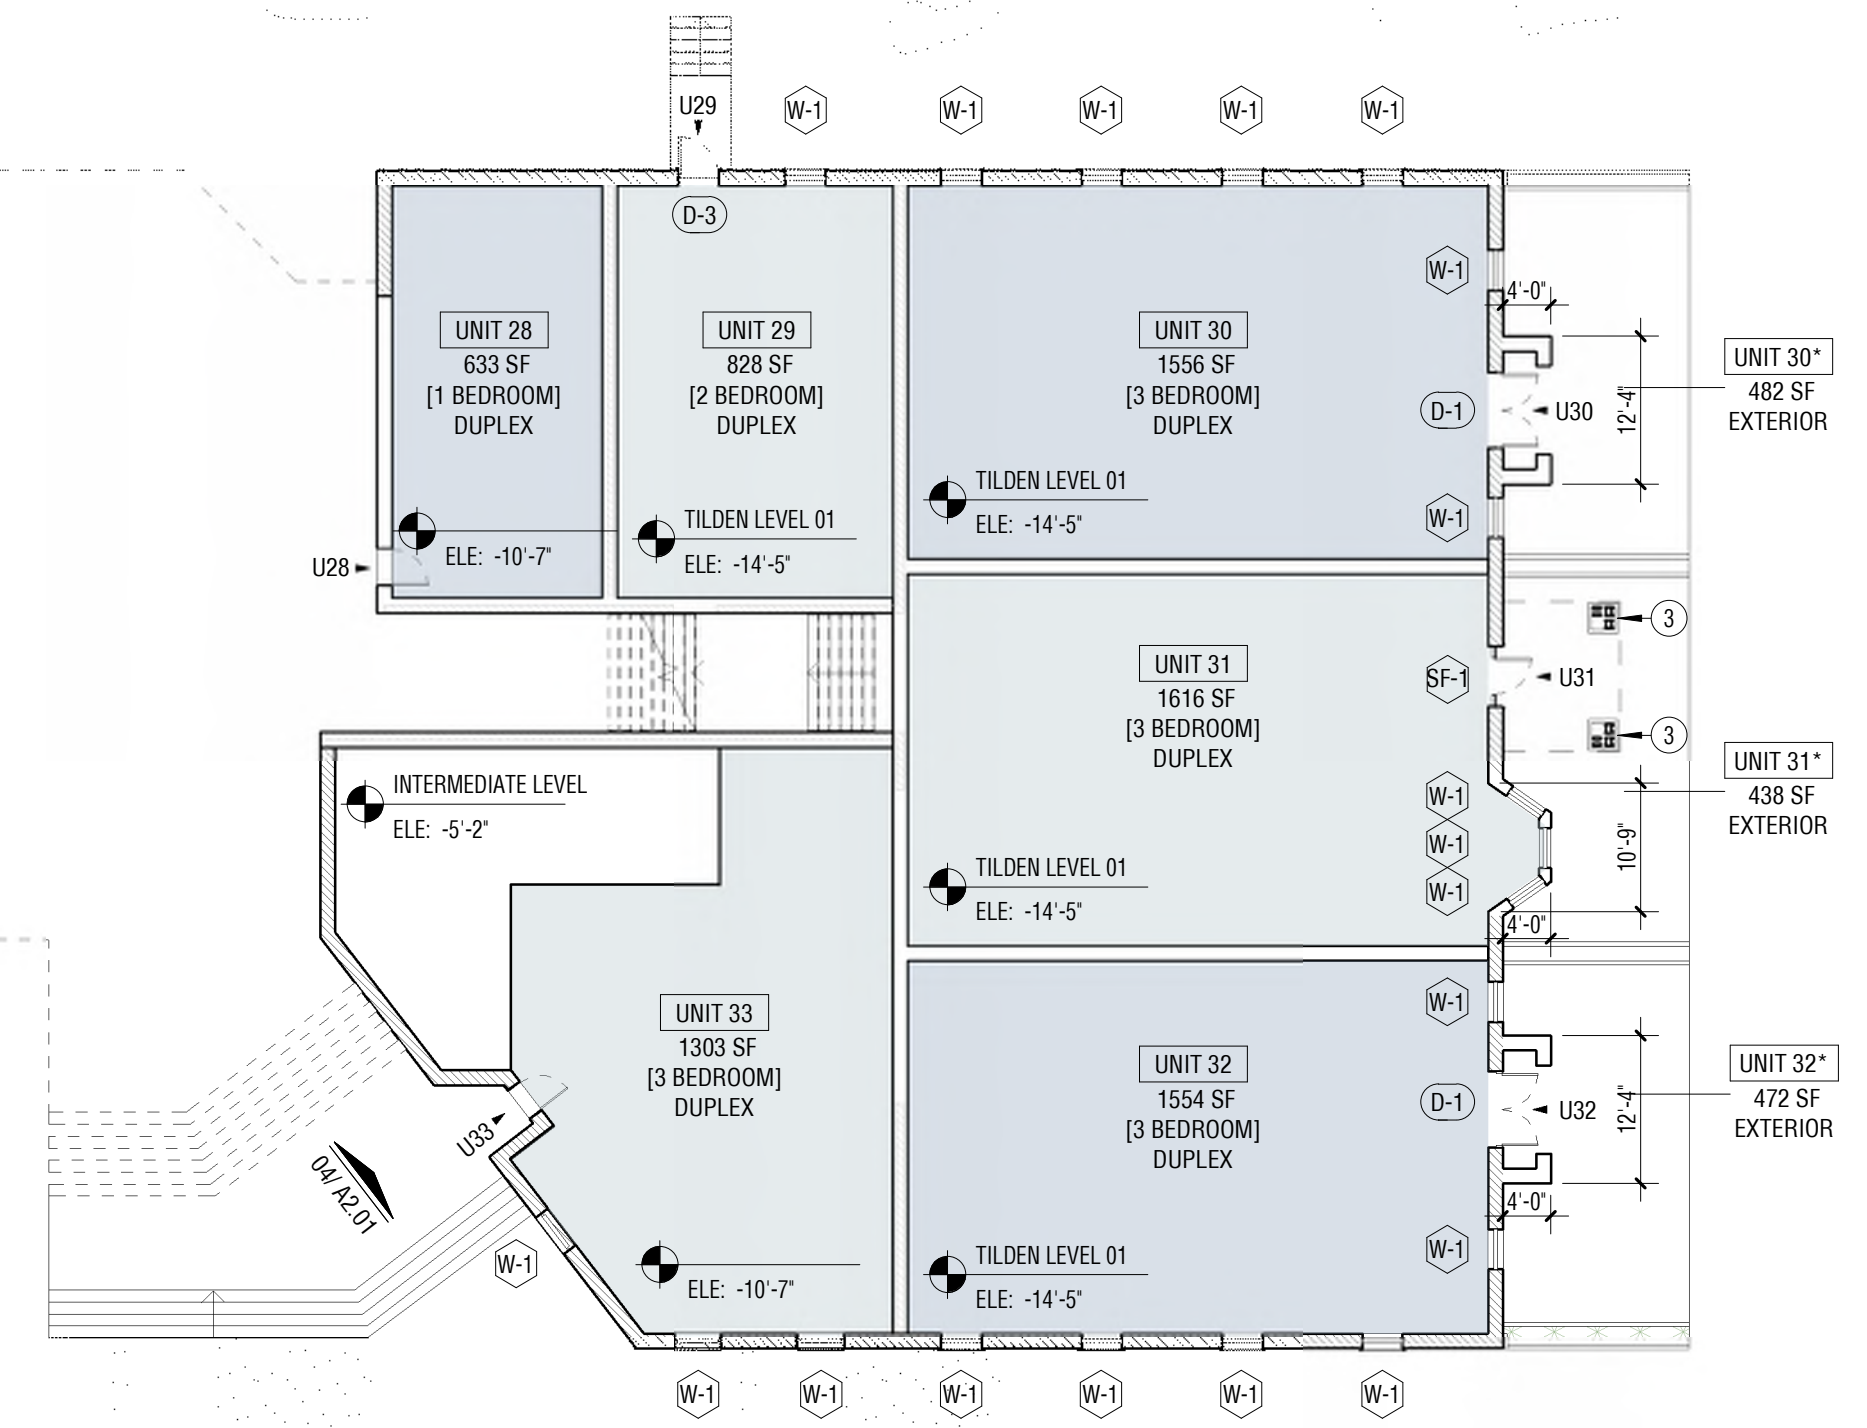 U29
W-1
W-1
W-1
W-1
W-1
D-3
W-1
4'-0"
UNIT 28
633 SF
[1 BEDROOM]
DUPLEX
UNIT 29
828 SF
[2 BEDROOM]
DUPLEX
UNIT 30
1556 SF
[3 BEDROOM]
DUPLEX
D-1
U30
12'-4"
UNIT 30*
482 SF
EXTERIOR
TILDEN LEVEL 01
ELE: -14'-5"
W-1
TILDEN LEVEL 01
ELE: -14'-5"
ELE: -10'-7"
U28
3
UNIT 31
1616 SF
[3 BEDROOM]
DUPLEX
SF-1
U31
3
UNIT 31*
438 SF
EXTERIOR
INTERMEDIATE LEVEL
ELE: -5'-2"
W-1
W-1
W-1
10'-9"
TILDEN LEVEL 01
ELE: -14'-5"
4'-0"
W-1
UNIT 33
1303 SF
[3 BEDROOM]
DUPLEX
UNIT 32
1554 SF
[3 BEDROOM]
DUPLEX
D-1
U32
12'-4"
UNIT 32*
472 SF
EXTERIOR
U33
04/ A2.01
4'-0"
W-1
W-1
ELE: -10'-7"
TILDEN LEVEL 01
ELE: -14'-5"
W-1
W-1
W-1
W-1
W-1
W-1